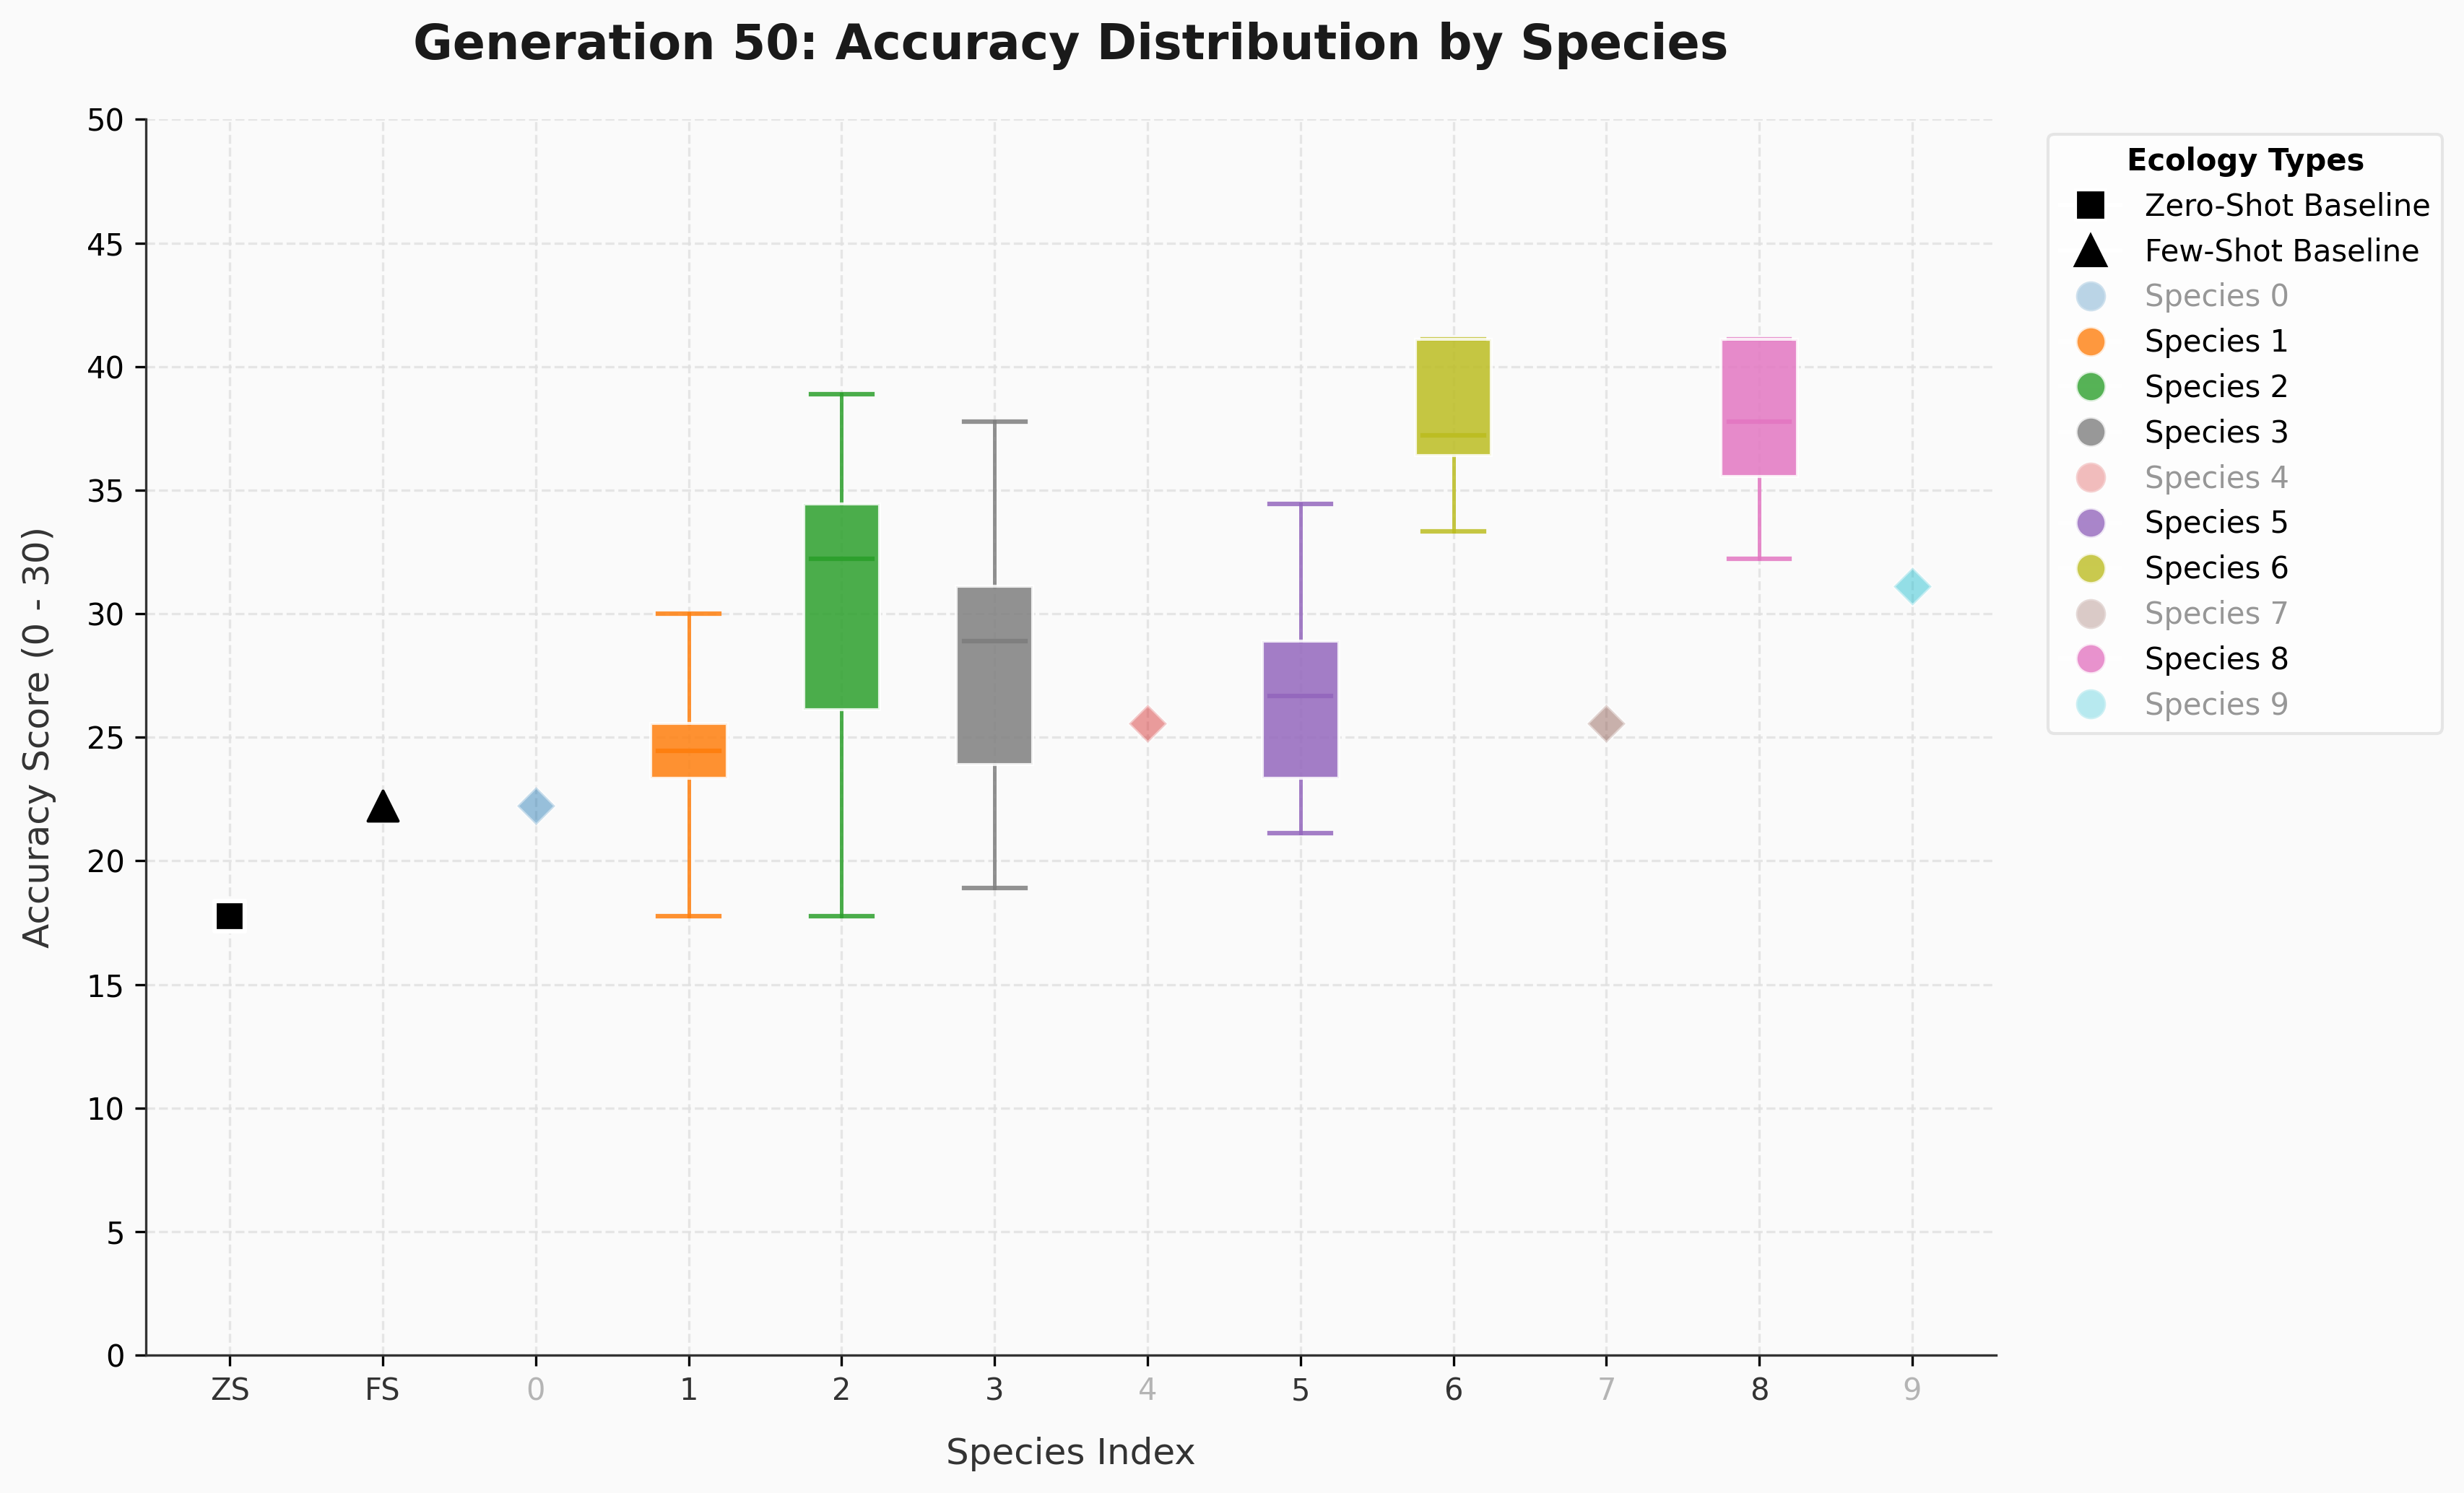 Generation 50: Accuracy Distribution by Species
Accuracy Score (0 - 30)
50
45
40
35
30
25
20
15
10
5
0
ZS FS 0 1 2 3 4 5 6 7 8 9
Species Index
Ecology Types
Zero-Shot Baseline
Few-Shot Baseline
Species 0
Species 1
Species 2
Species 3
Species 4
Species 5
Species 6
Species 7
Species 8
Species 9